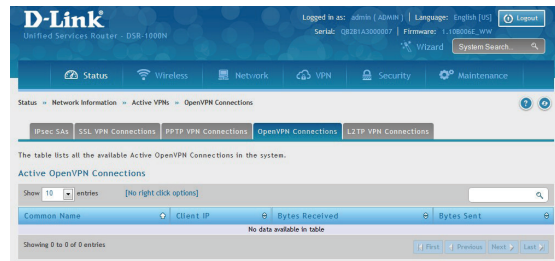 D-Link
Logged in as: admin ( ADMIN ) | Language: English [US] Logout
Unified Services Router - DSR-1000N
Serial: QB2B1A3000007 | Firmware: 1.10B006E_WW
Wizard System Search...
Status Wireless Network VPN Security Maintenance
Status » Network Information » Active VPNs » OpenVPN Connections
IPsec SAs SSL VPN Connections PPTP VPN Connections OpenVPN Connections L2TP VPN Connections
The table lists all the available Active OpenVPN Connections in the system.
Active OpenVPN Connections
Show 10 entries [No right click options]
Common Name Client IP Bytes Received Bytes Sent
No data available in table
Showing 0 to 0 of 0 entries First Previous Next Last